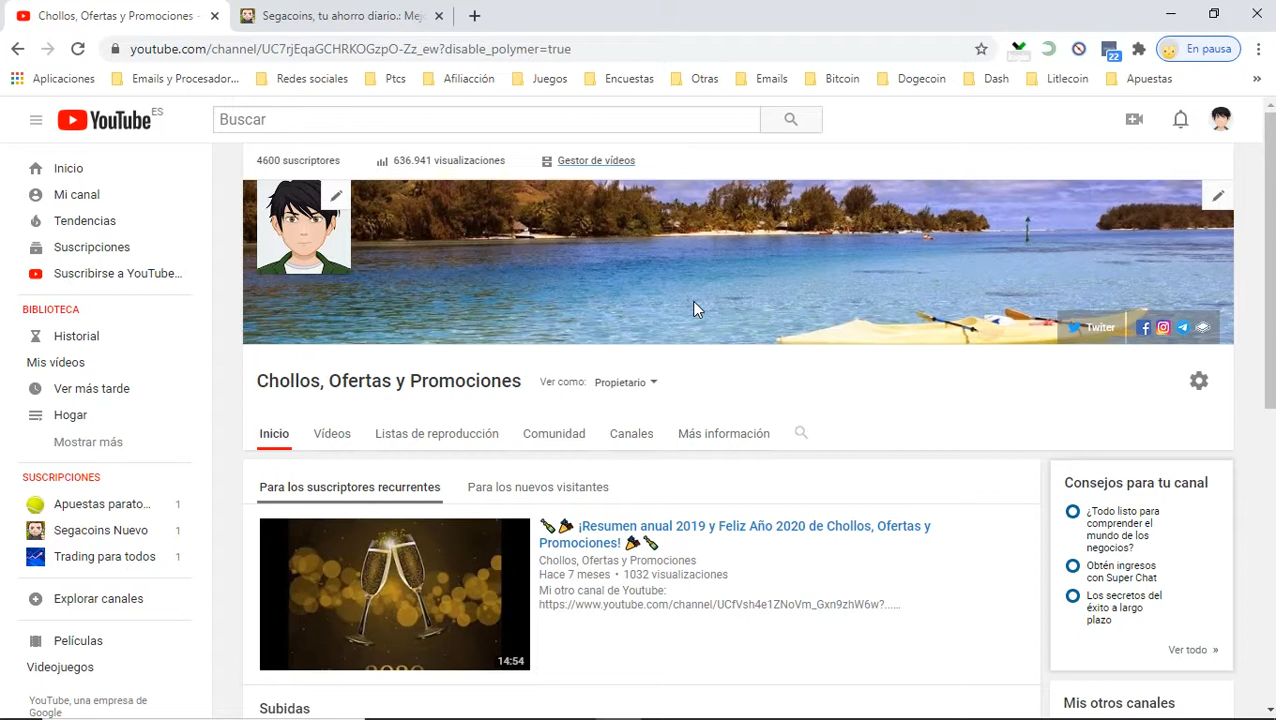 Chollos, Ofertas y Promociones -
Segacoins, tu ahorro diario.: Mejo
youtube.com/channel/UC7rjEqaGCHRKOGzpO-Zz_ew?disable_polymer=true
22
En pausa
Aplicaciones
Emails y Procesador...
Redes sociales
Ptcs
Afiliacción
Juegos
Encuestas
Otras
Emails
Bitcoin
Dogecoin
Dash
Litlecoin
Apuestas
»
YouTube ES
Buscar
4600 suscriptores
636.941 visualizaciones
Gestor de vídeos
Inicio
Mi canal
Tendencias
Suscripciones
Suscribirse a YouTube...
BIBLIOTECA
Historial
Mis vídeos
Ver más tarde
Hogar
Mostrar más
SUSCRIPCIONES
Apuestas parato... 1
Segacoins Nuevo 1
Trading para todos 1
Explorar canales
Películas
Videojuegos
YouTube, una empresa de
Google
Twiter
Chollos, Ofertas y Promociones
Ver como: Propietario
Inicio
Vídeos
Listas de reproducción
Comunidad
Canales
Más información
Para los suscriptores recurrentes
Para los nuevos visitantes
¡Resumen anual 2019 y Feliz Año 2020 de Chollos, Ofertas y
Promociones!
Chollos, Ofertas y Promociones
Hace 7 meses • 1032 visualizaciones
Mi otro canal de Youtube:
https://www.youtube.com/channel/UCfVsh4e1ZNoVm_Gxn9zhW6w?......
2020
14:54
Subidas
Consejos para tu canal
¿Todo listo para
comprender el
mundo de los
negocios?
Obtén ingresos
con Super Chat
Los secretos del
éxito a largo
plazo
Ver todo »
Mis otros canales